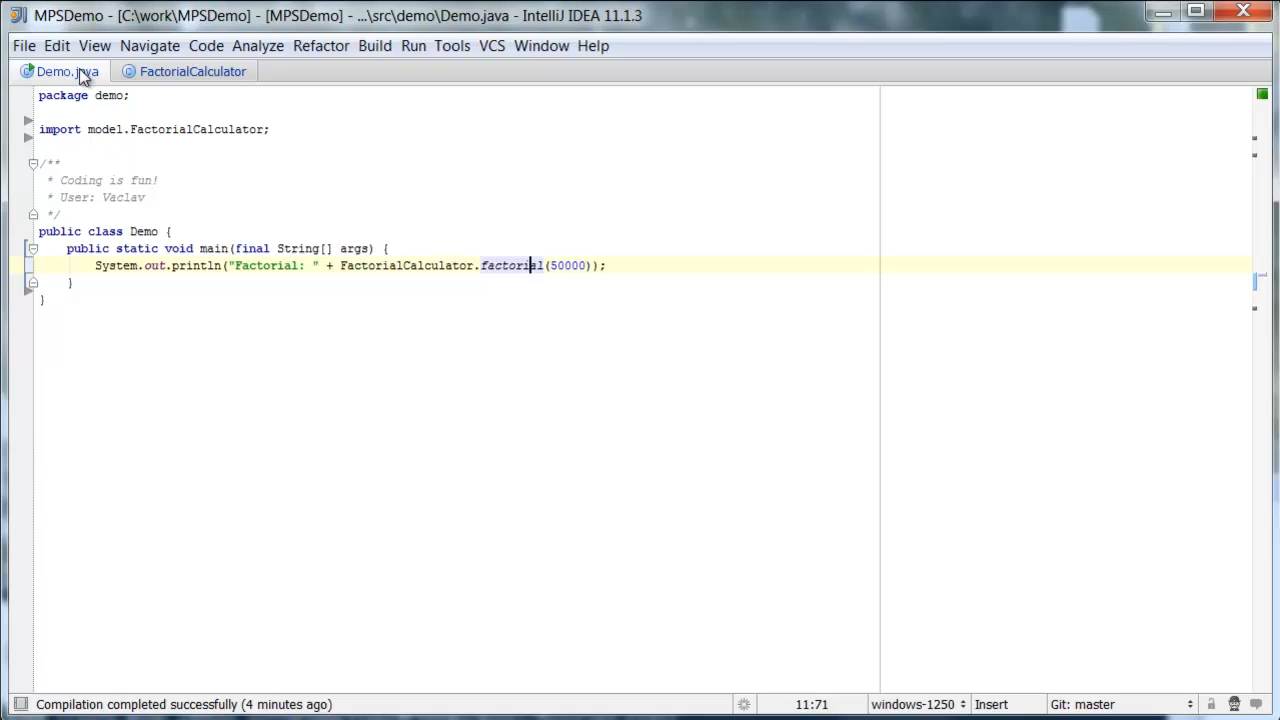 MPSDemo - [C:\work\MPSDemo] - [MPSDemo] - ...\src\demo\Demo.java - IntelliJ IDEA 11.1.3
File Edit View Navigate Code Analyze Refactor Build Run Tools VCS Window Help
Demo.java FactorialCalculator
package demo;
import model.FactorialCalculator;
/**
* Coding is fun!
* User: Vaclav
*/
public class Demo {
public static void main(final String[] args) {
System.out.println("Factorial: " + FactorialCalculator.factorial(50000));
}
}
Compilation completed successfully (4 minutes ago) 11:71 windows-1250 Insert Git: master